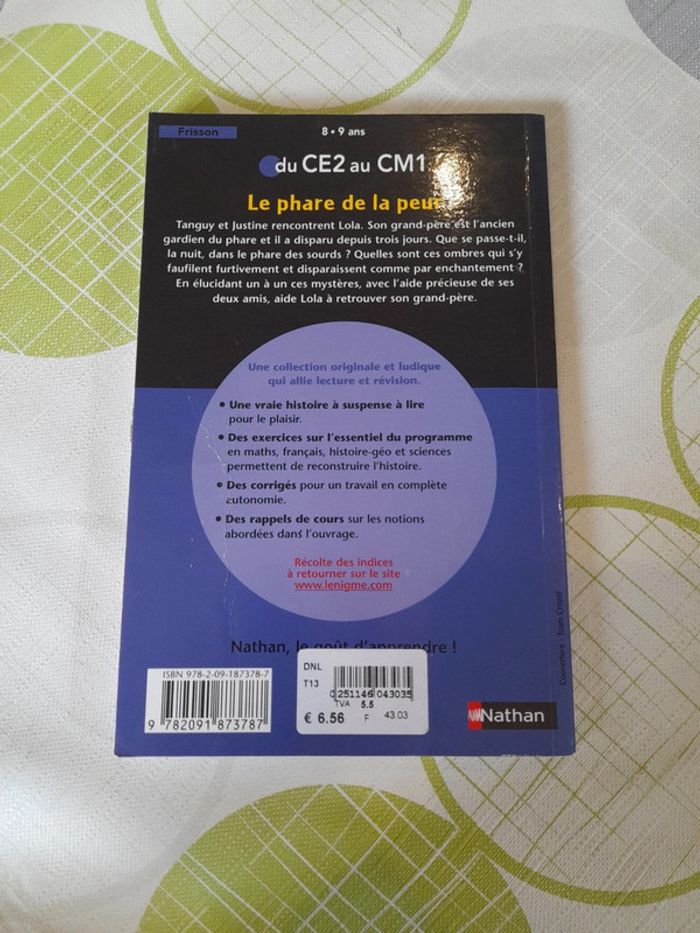 Frisson
8 • 9 ans
du CE2 au CM1
Le phare de la peur
Tanguy et Justine rencontrent Lola. Son grand-père est l'ancien
gardien du phare et il a disparu depuis trois jours. Que se passe-t-il,
la nuit, dans le phare des sourds ? Quelles sont ces ombres qui s'y
faufilent furtivement et disparaissent comme par enchantement ?
En élucidant un à un ces mystères, avec l'aide précieuse de ses
deux amis, aide Lola à retrouver son grand-père.
Une collection originale et ludique
qui allie lecture et révision.
• Une vraie histoire à suspense à lire
pour le plaisir.
• Des exercices sur l'essentiel du programme
en maths, français, histoire-géo et sciences
permettent de reconstruire l'histoire.
• Des corrigés pour un travail en complète
autonomie.
• Des rappels de cours sur les notions
abordées dans l'ouvrage.
Récolte des indices
à retourner sur le site
www.lenigme.com
Nathan, le goût d'apprendre !
ISBN 978-2-09-187378-7
9 782091 873787
DNL
T13
0251146 043035
TVA 5.5
€ 6.56 F 43.03
Nathan
Couverture : Team Créatif